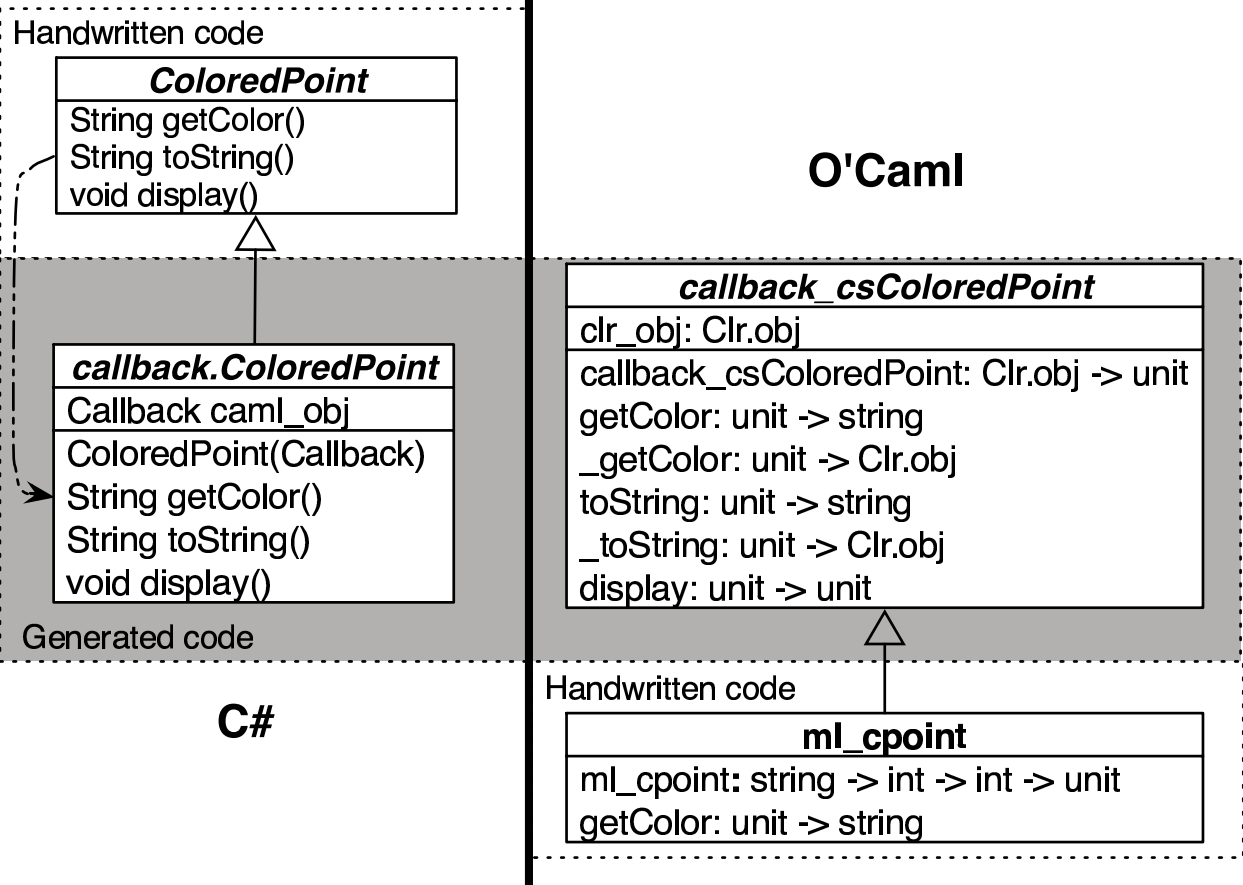 Handwritten code
ColoredPoint
String getColor()
String toString()
void display()
callback.ColoredPoint
Callback caml_obj
ColoredPoint(Callback)
String getColor()
String toString()
void display()
Generated code
C#
O'Caml
callback_csColoredPoint
clr_obj: Clr.obj
callback_csColoredPoint: Clr.obj -> unit
getColor: unit -> string
_getColor: unit -> Clr.obj
toString: unit -> string
_toString: unit -> Clr.obj
display: unit -> unit
Handwritten code
ml_cpoint
ml_cpoint: string -> int -> int -> unit
getColor: unit -> string